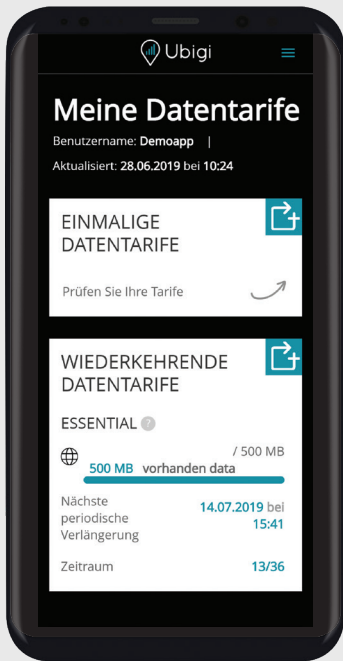 Ubigi
Meine Datentarife
Benutzername: Demoapp |
Aktualisiert: 28.06.2019 bei 10:24
EINMALIGE
DATENTARIFE
Prüfen Sie Ihre Tarife
WIEDERKEHRENDE
DATENTARIFE
ESSENTIAL ?
/ 500 MB
500 MB vorhanden data
Nächste
periodische
Verlängerung
14.07.2019 bei
15:41
Zeitraum
13/36